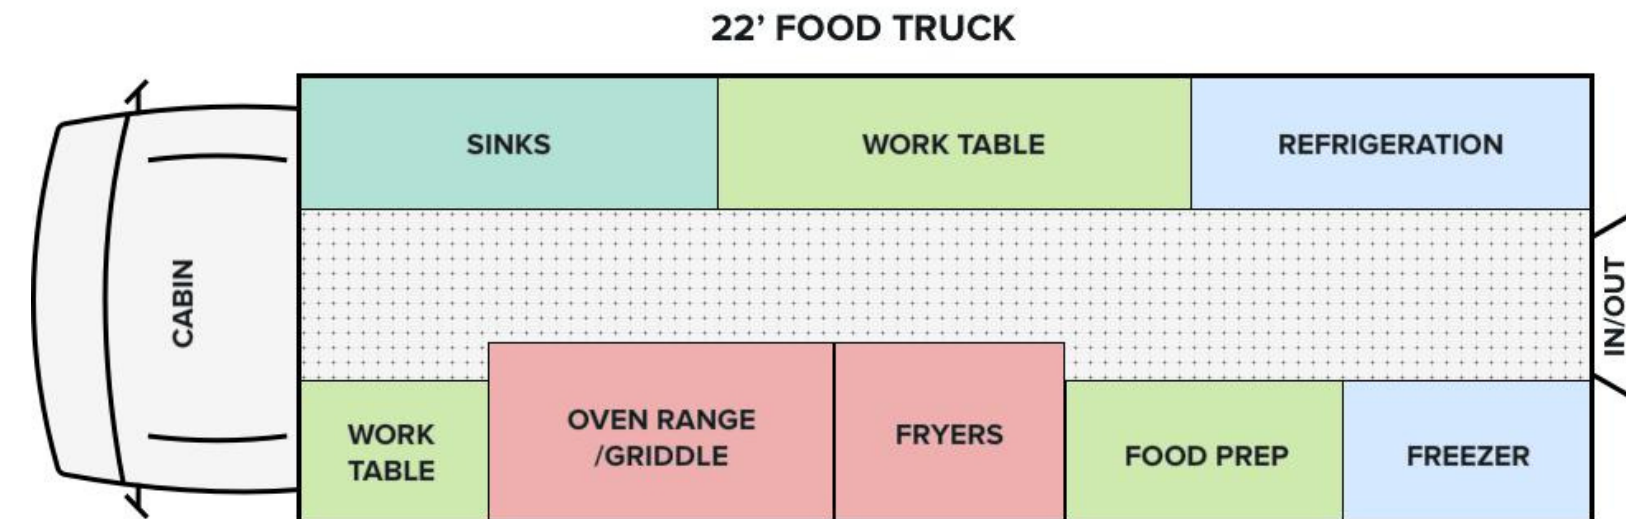 22’ FOOD TRUCK
SINKS
WORK TABLE
REFRIGERATION
CABIN
IN/OUT
WORK
TABLE
OVEN RANGE
/GRIDDLE
FRYERS
FOOD PREP
FREEZER